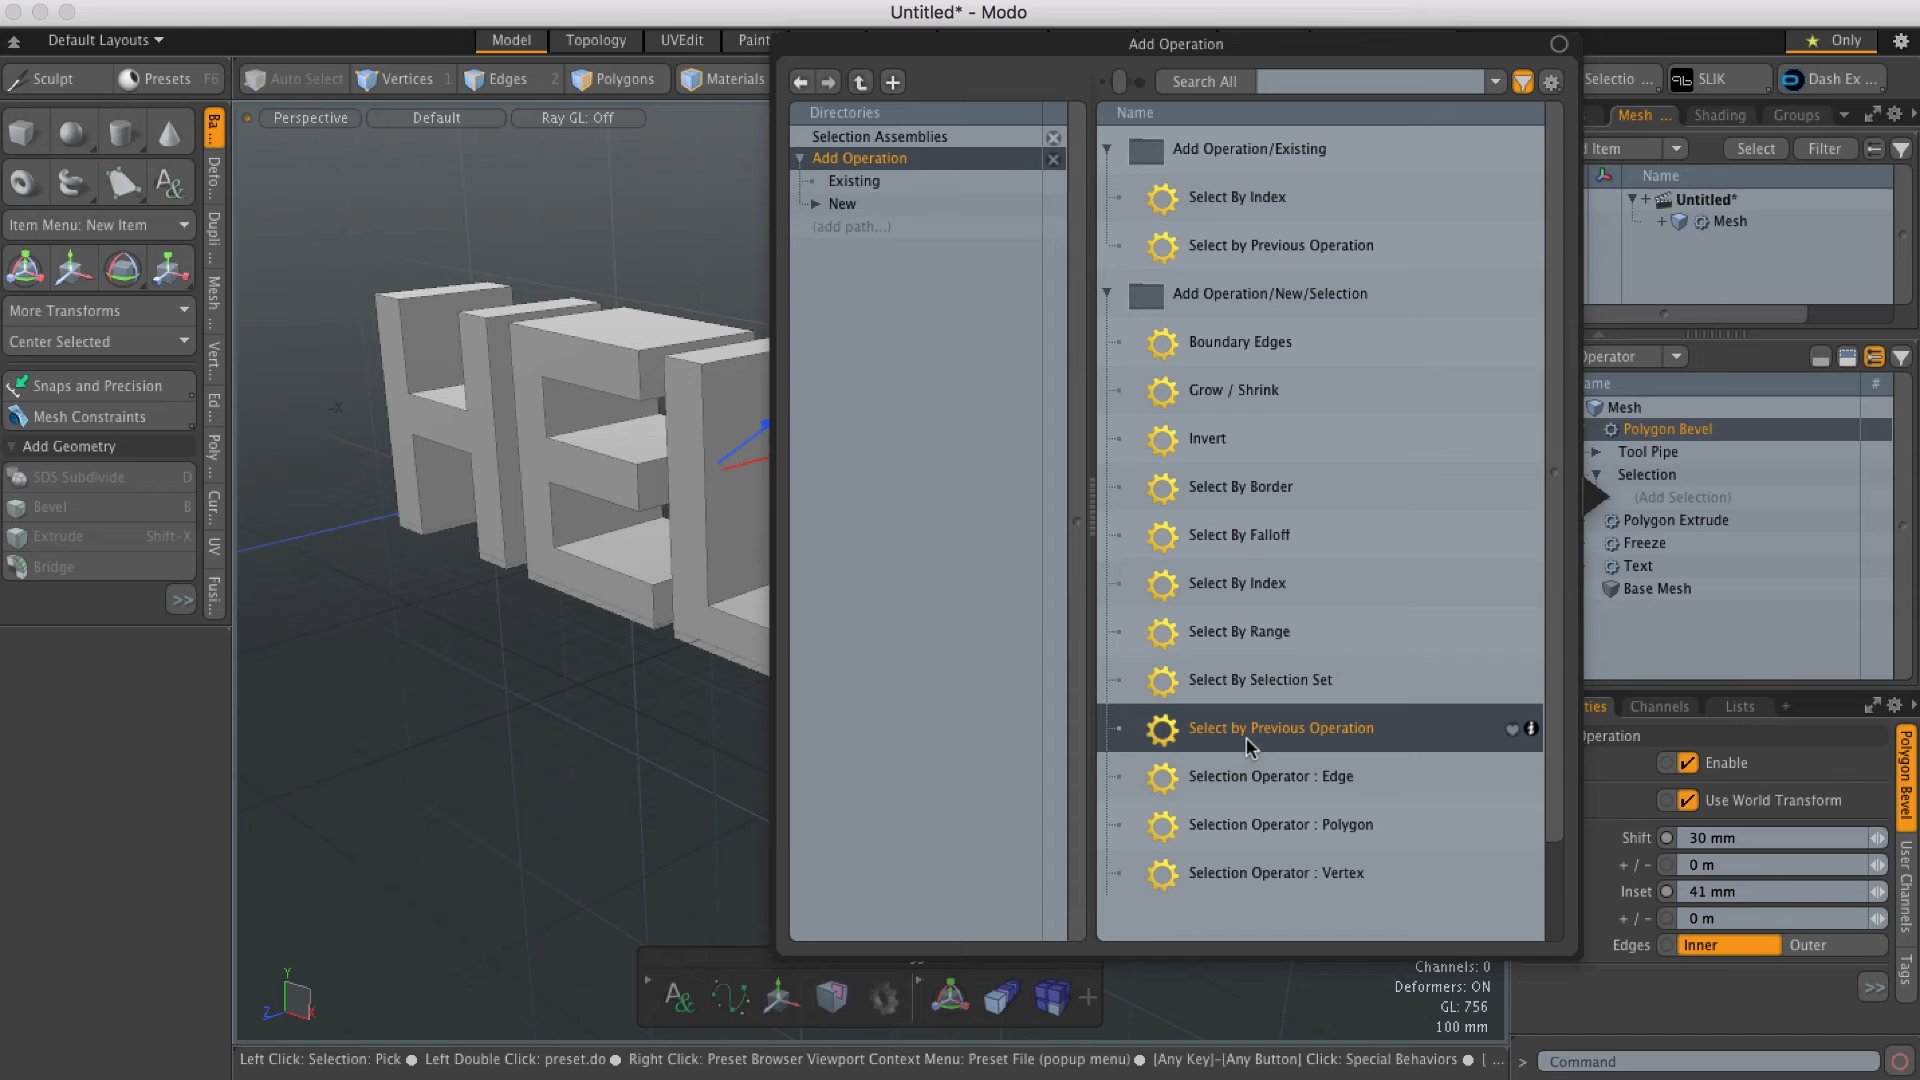 Untitled* - Modo
Default Layouts
Model
Topology
UVEdit
Paint
Add Operation
Only
Sculpt
Presets F6
Auto Select
Vertices 1
Edges 2
Polygons
Materials
Search All
Selectio ...
SLIK
Dash Ex ...
Perspective
Default
Ray GL: Off
Directories
Selection Assemblies
Add Operation
Existing
New
(add path...)
Name
Add Operation/Existing
Select By Index
Select by Previous Operation
Add Operation/New/Selection
Boundary Edges
Grow / Shrink
Invert
Select By Border
Select By Falloff
Select By Index
Select By Range
Select By Selection Set
Select by Previous Operation
Selection Operator : Edge
Selection Operator : Polygon
Selection Operator : Vertex
Mesh ...
Shading
Groups
d Item
Select
Filter
Name
Untitled*
Mesh
Operator
ame
#
Mesh
Polygon Bevel
Tool Pipe
Selection
(Add Selection)
Polygon Extrude
Freeze
Text
Base Mesh
ties
Channels
Lists
+
Operation
Enable
Use World Transform
Shift 30 mm
+ / - 0 m
Inset 41 mm
+ / - 0 m
Edges Inner Outer
Polygon Bevel
User Channels
Tags
>>
Item Menu: New Item
More Transforms
Center Selected
Snaps and Precision
Mesh Constraints
Add Geometry
SDS Subdivide D
Bevel B
Extrude Shift-X
Bridge
>>
Ba ...
Defo...
Dupli ...
Mesh ...
Vert...
Ed...
Poly ...
Cur...
UV
Fusi...
-X
HEL
Y
Z
X
Channels: 0
Deformers: ON
GL: 756
100 mm
Left Click: Selection: Pick ● Left Double Click: preset.do ● Right Click: Preset Browser Viewport Context Menu: Preset File (popup menu) ● [Any Key]-[Any Button] Click: Special Behaviors ● [ ...
> Command